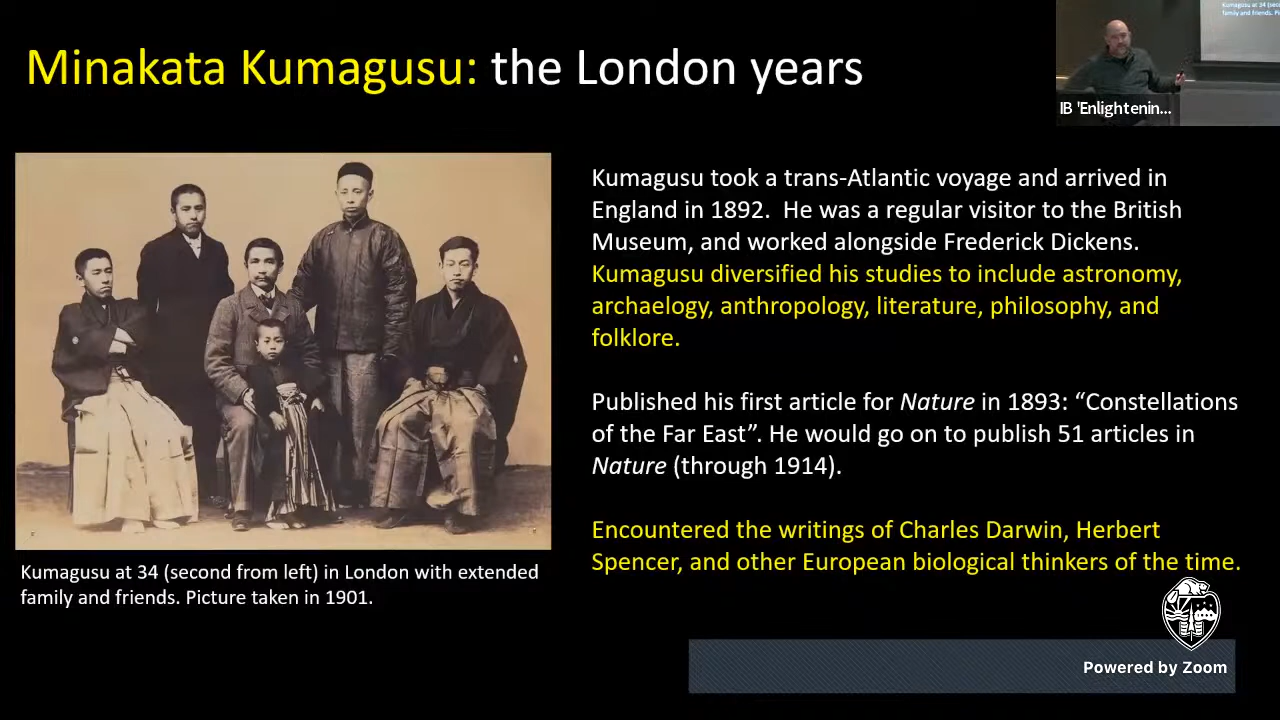 Minakata Kumagusu: the London years
IB 'Enlightenin...
Kumagusu took a trans-Atlantic voyage and arrived in
England in 1892.  He was a regular visitor to the British
Museum, and worked alongside Frederick Dickens.
Kumagusu diversified his studies to include astronomy,
archaelogy, anthropology, literature, philosophy, and
folklore.
Published his first article for Nature in 1893: “Constellations
of the Far East”. He would go on to publish 51 articles in
Nature (through 1914).
Encountered the writings of Charles Darwin, Herbert
Spencer, and other European biological thinkers of the time.
Kumagusu at 34 (second from left) in London with extended
family and friends. Picture taken in 1901.
Powered by Zoom